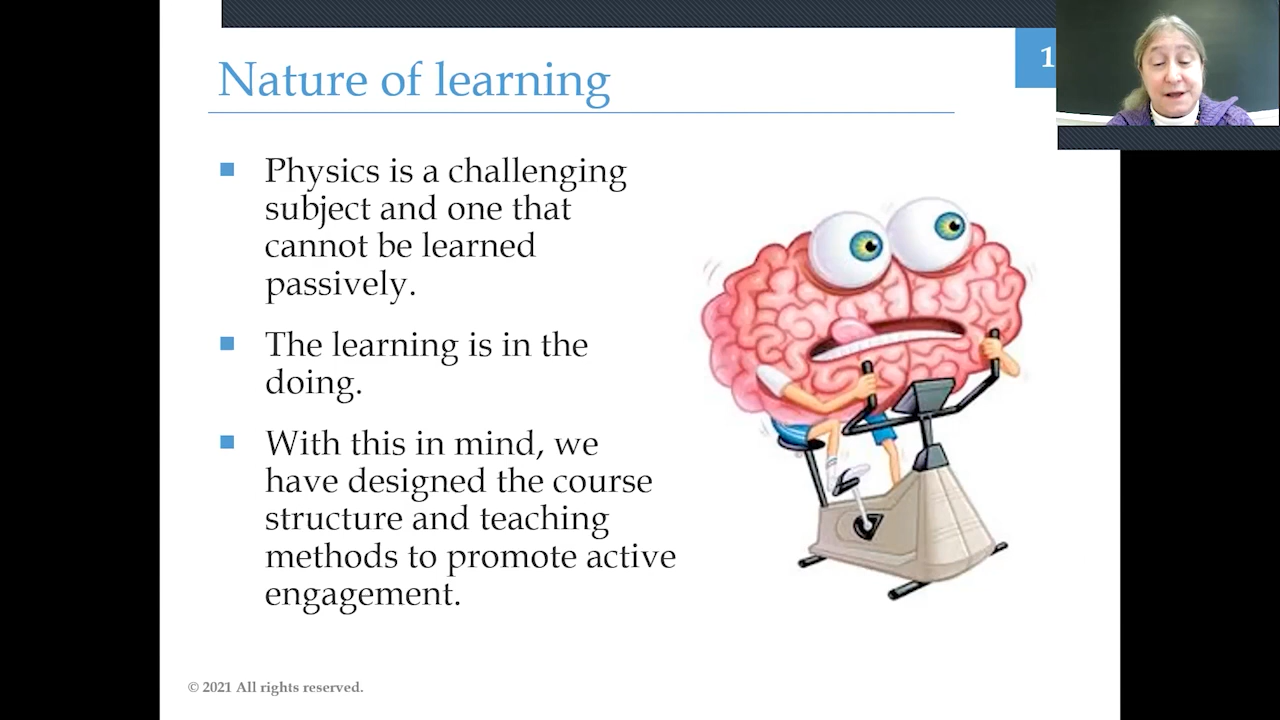 Nature of learning
1
Physics is a challenging
subject and one that
cannot be learned
passively.
The learning is in the
doing.
With this in mind, we
have designed the course
structure and teaching
methods to promote active
engagement.
© 2021 All rights reserved.